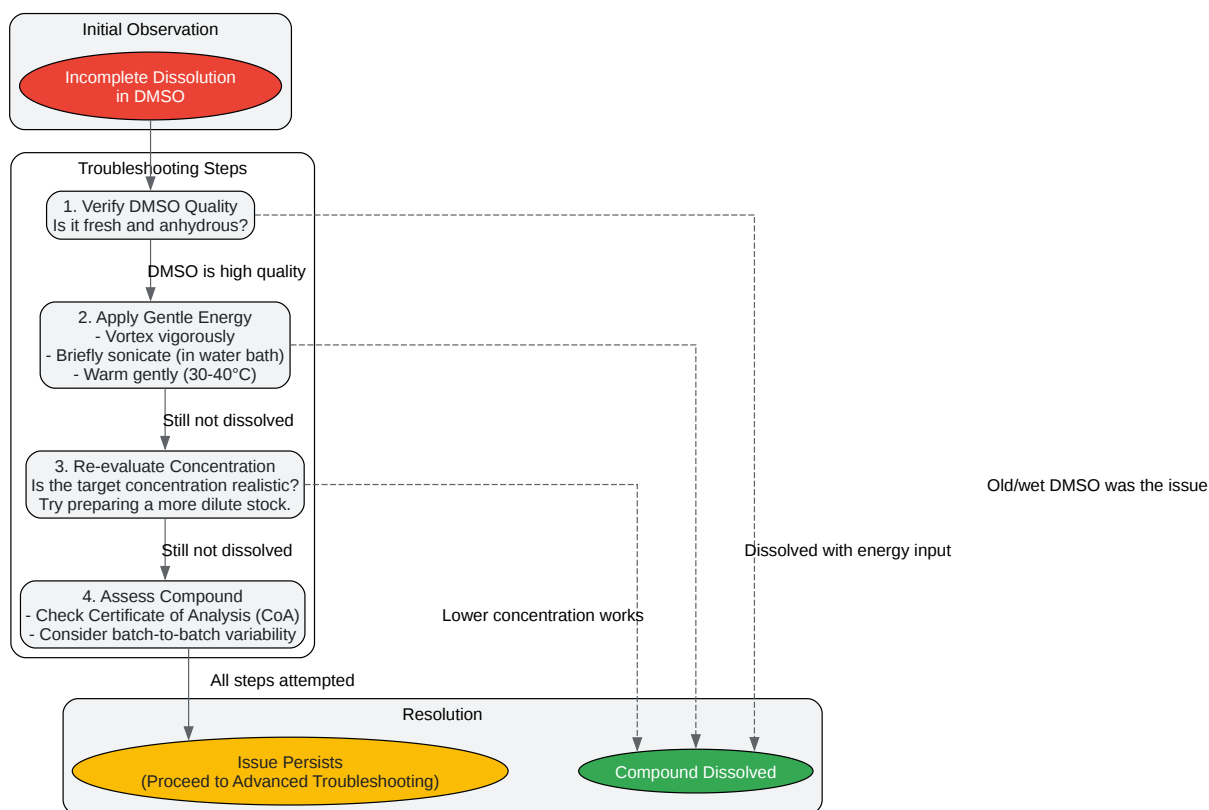 Initial Observation
Incomplete Dissolution
in DMSO
Troubleshooting Steps
1. Verify DMSO Quality
Is it fresh and anhydrous?
DMSO is high quality
2. Apply Gentle Energy
- Vortex vigorously
- Briefly sonicate (in water bath)
- Warm gently (30-40°C)
Still not dissolved
3. Re-evaluate Concentration
Is the target concentration realistic?
Try preparing a more dilute stock.
Old/wet DMSO was the issue
Still not dissolved
Dissolved with energy input
4. Assess Compound
- Check Certificate of Analysis (CoA)
- Consider batch-to-batch variability
Lower concentration works
All steps attempted
Resolution
Issue Persists
(Proceed to Advanced Troubleshooting)
Compound Dissolved